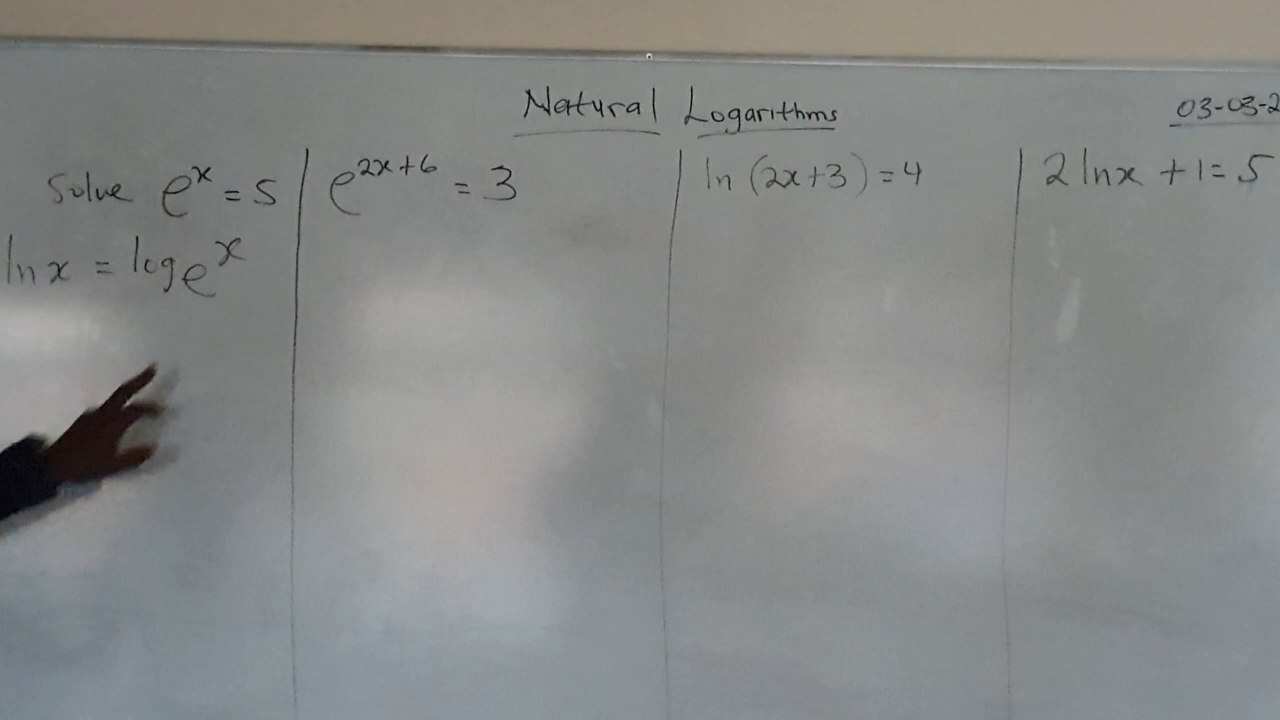 Natural Logarithms
03-03-2
Solve e^x = 5
ln x = log_e x
e^{2x+6} = 3
ln (2x+3) = 4
2 ln x + 1 = 5